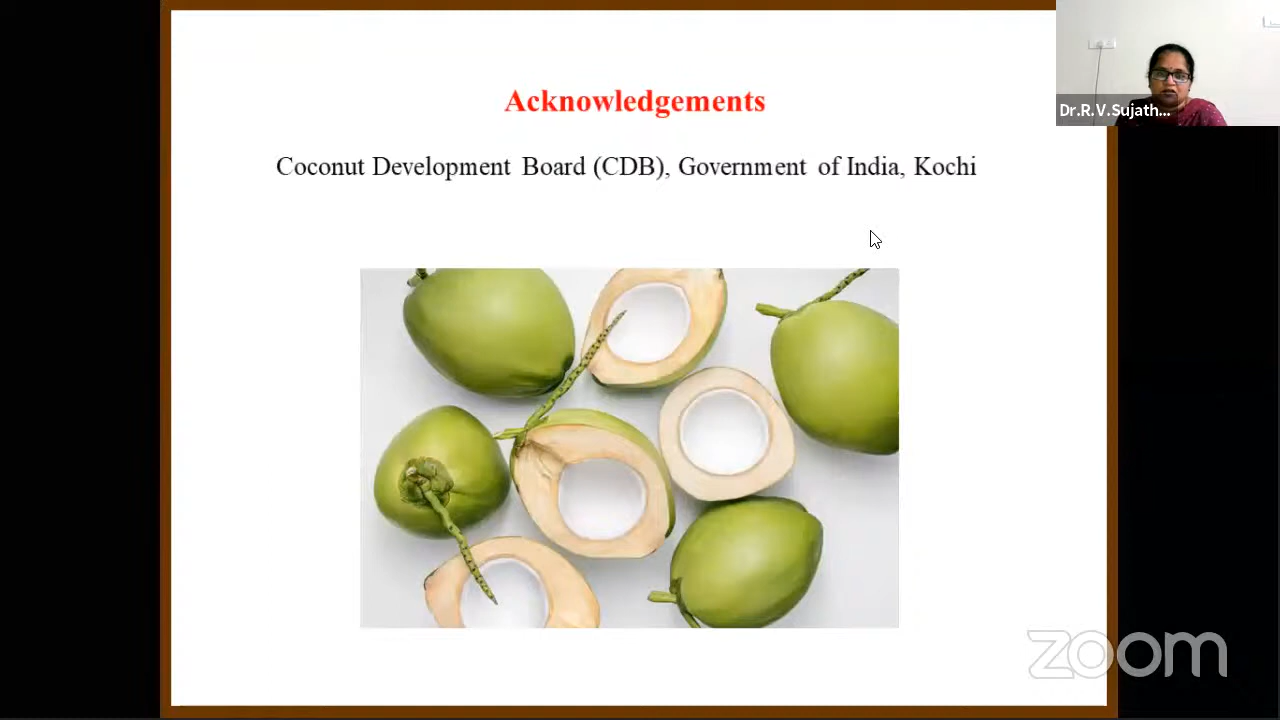 Acknowledgements
Coconut Development Board (CDB), Government of India, Kochi
Dr.R.V.Sujath...
zoom